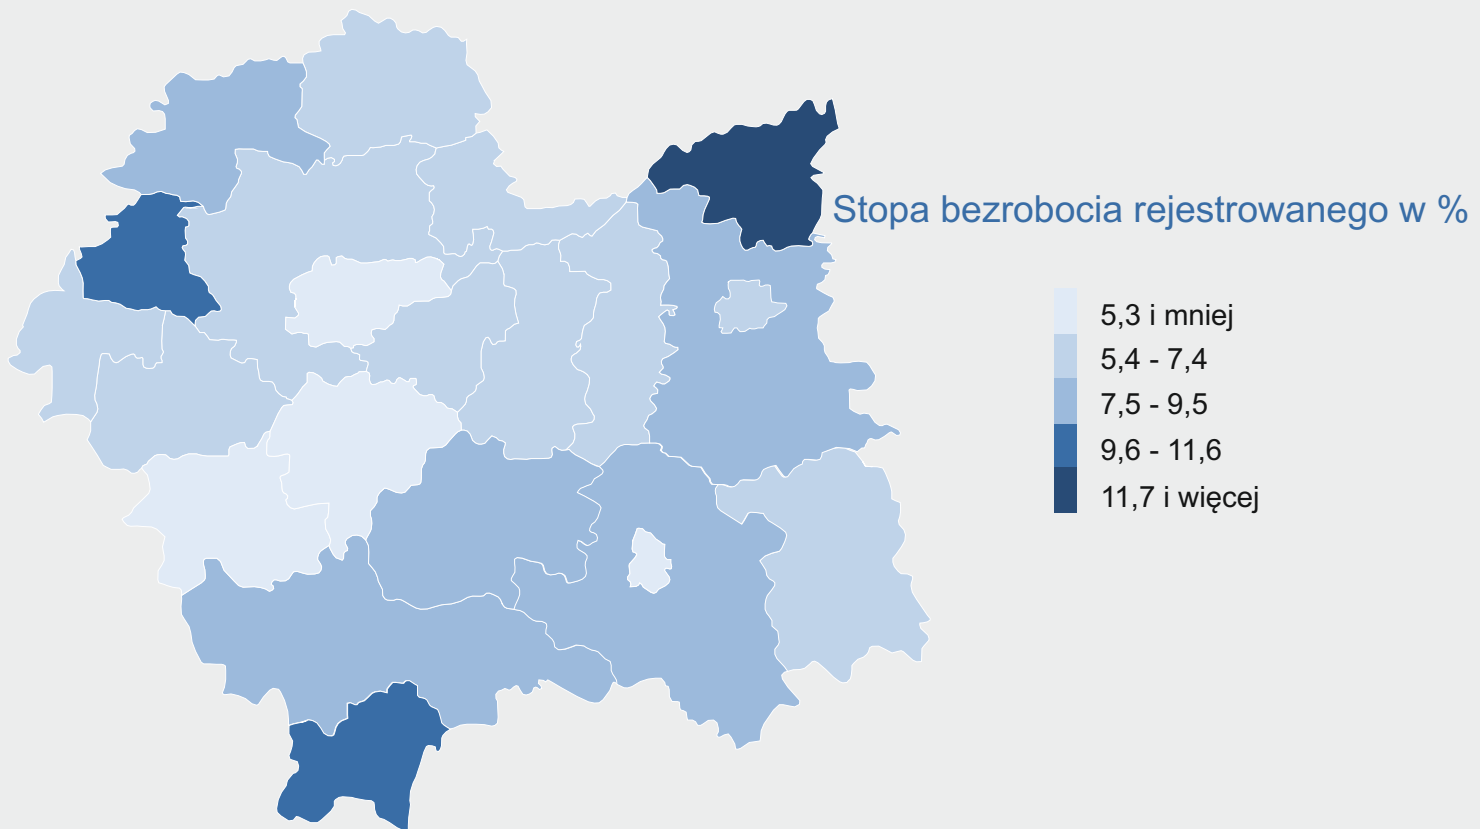 Stopa bezrobocia rejestrowanego w %
5,3 i mniej
5,4 - 7,4
7,5 - 9,5
9,6 - 11,6
11,7 i więcej